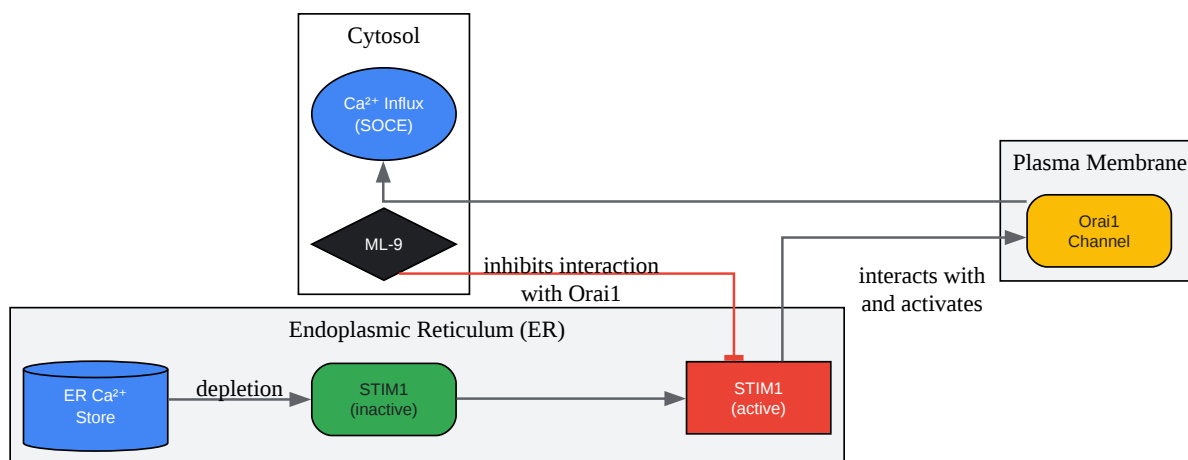 Cytosol
Ca²⁺ Influx
(SOCE)
Plasma Membrane
Orai1
Channel
ML-9
inhibits interaction
with Orai1
interacts with
and activates
Endoplasmic Reticulum (ER)
ER Ca²⁺
Store
depletion
STIM1
(inactive)
STIM1
(active)